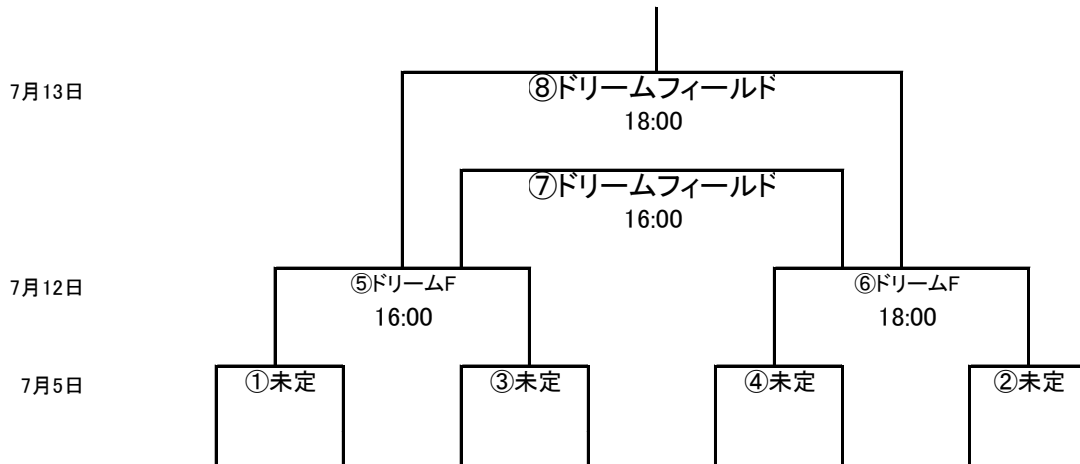 7月13日
⑧ドリームフィールド
18:00
⑦ドリームフィールド
16:00
7月12日
⑤ドリームF
⑥ドリームF
16:00
18:00
7月5日
①未定
③未定
④未定
②未定